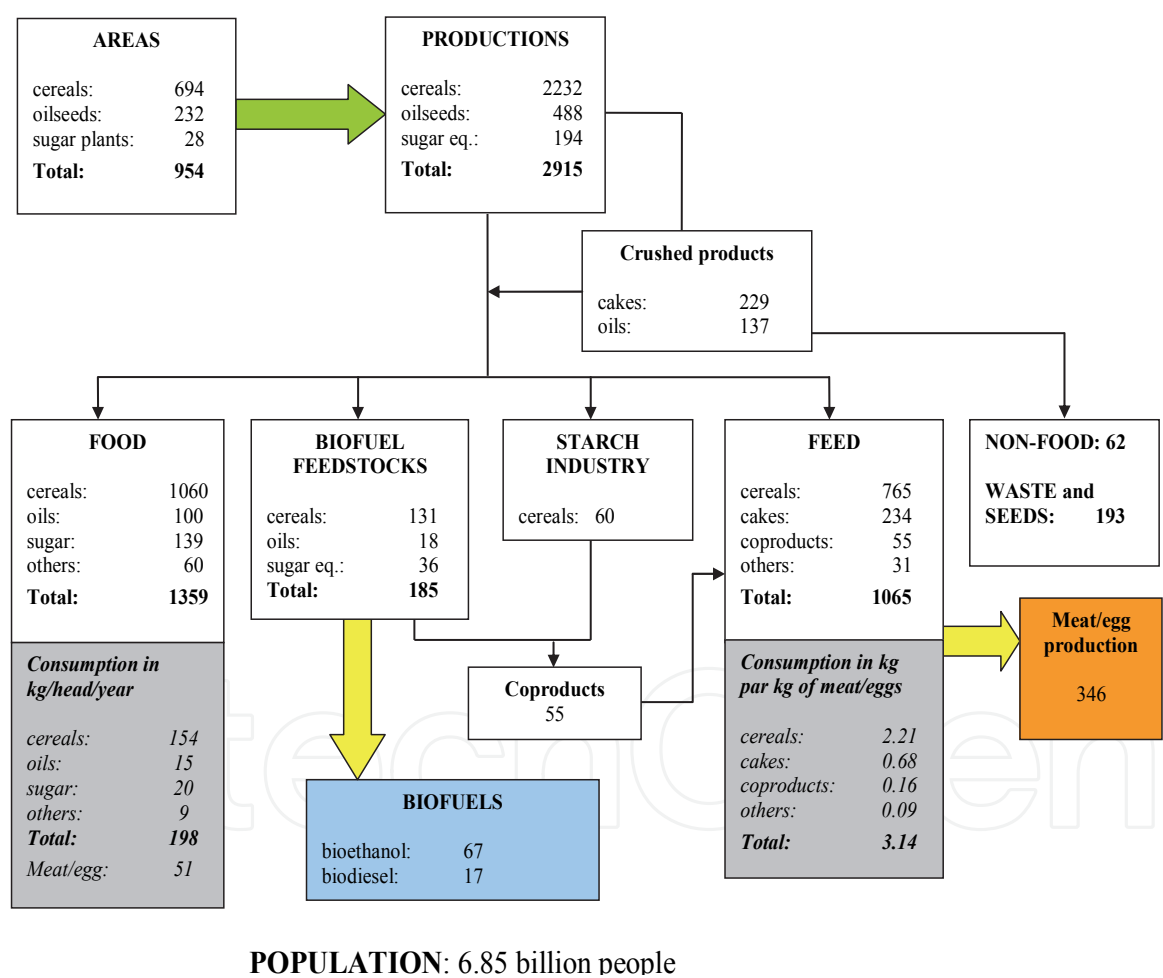 AREAS
cereals: 694
oilseeds: 232
sugar plants: 28
Total: 954
PRODUCTIONS
cereals: 2232
oilseeds: 488
sugar eq.: 194
Total: 2915
Crushed products
cakes: 229
oils: 137
FOOD
cereals: 1060
oils: 100
sugar: 139
others: 60
Total: 1359
Consumption in
kg/head/year
cereals: 154
oils: 15
sugar: 20
others: 9
Total: 198
Meat/egg: 51
BIOFUEL
FEEDSTOCKS
cereals: 131
oils: 18
sugar eq.: 36
Total: 185
STARCH
INDUSTRY
cereals: 60
FEED
cereals: 765
cakes: 234
coproducts: 55
others: 31
Total: 1065
Consumption in kg
par kg of meat/eggs
cereals: 2.21
cakes: 0.68
coproducts: 0.16
others: 0.09
Total: 3.14
NON-FOOD: 62
WASTE and
SEEDS: 193
Meat/egg
production
346
Coproducts
55
BIOFUELS
bioethanol: 67
biodiesel: 17
POPULATION: 6.85 billion people